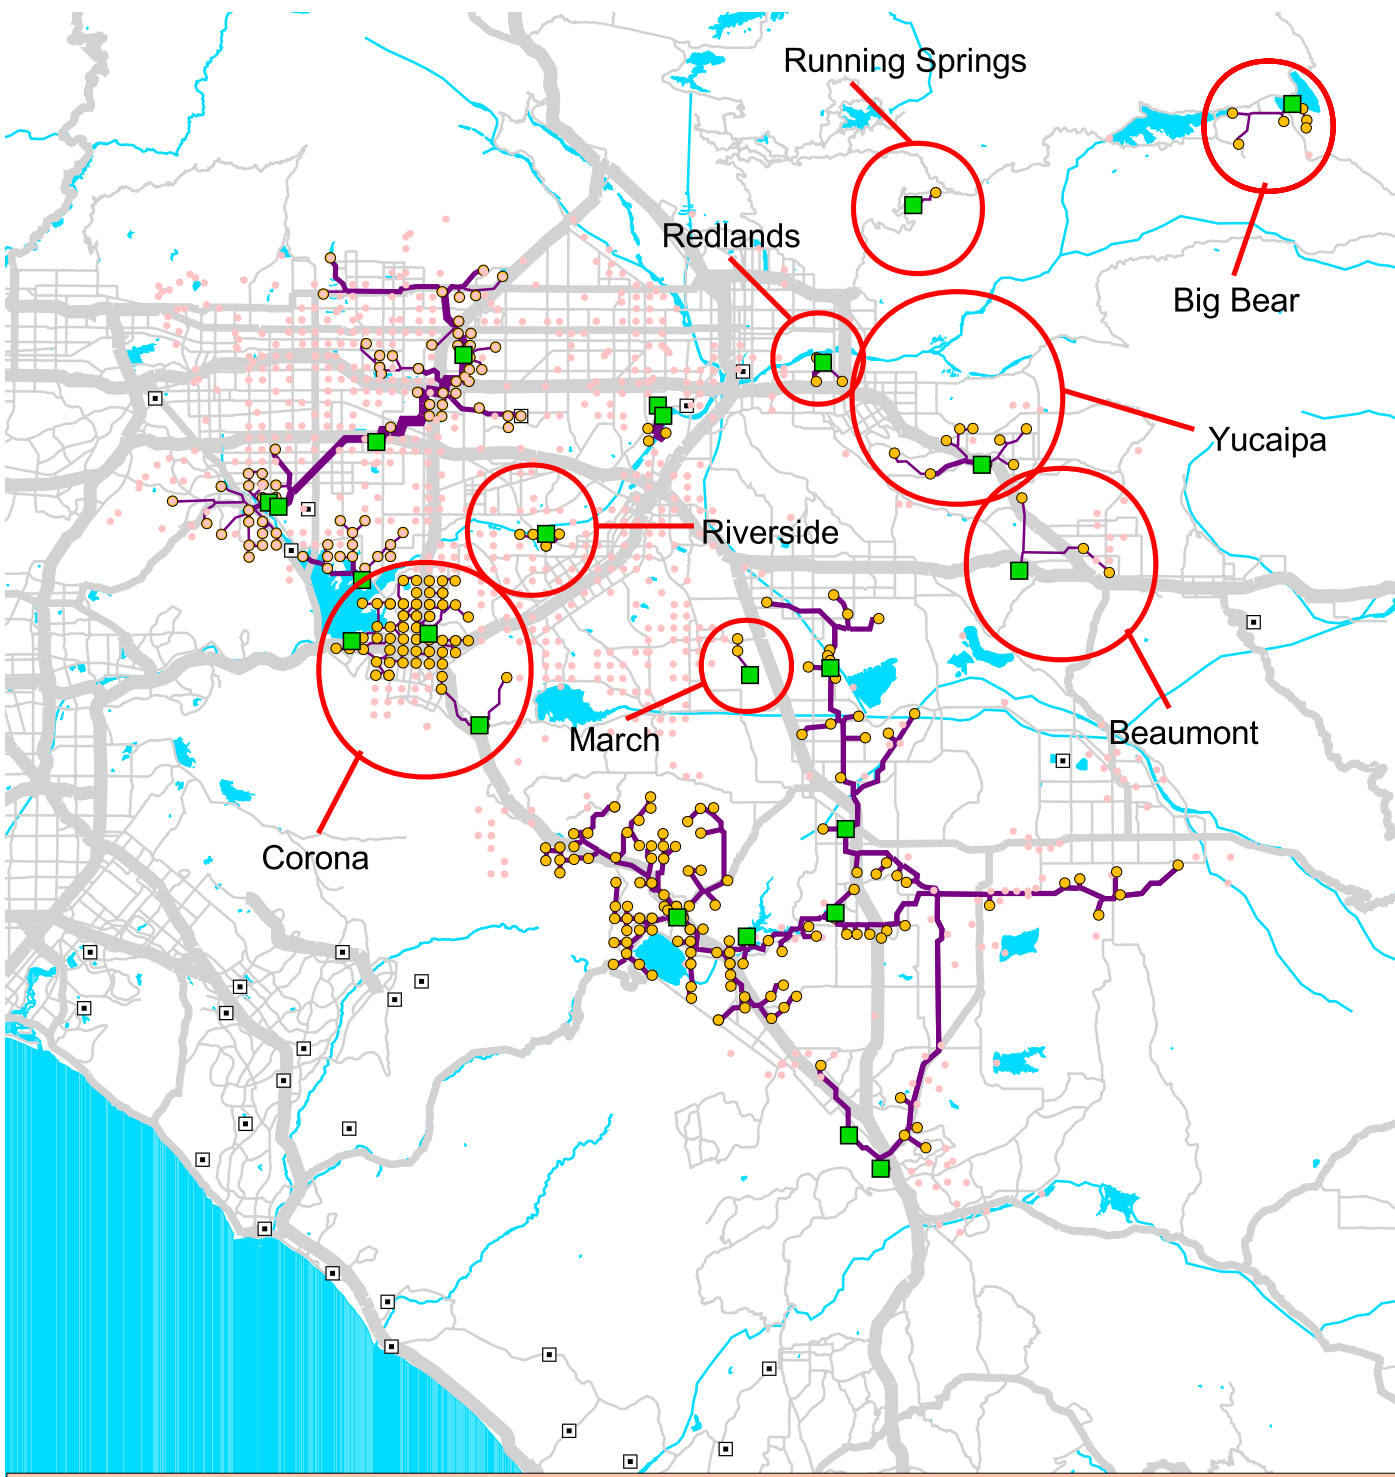 Running Springs
Redlands
Big Bear
Yucaipa
Riverside
March
Beaumont
Corona